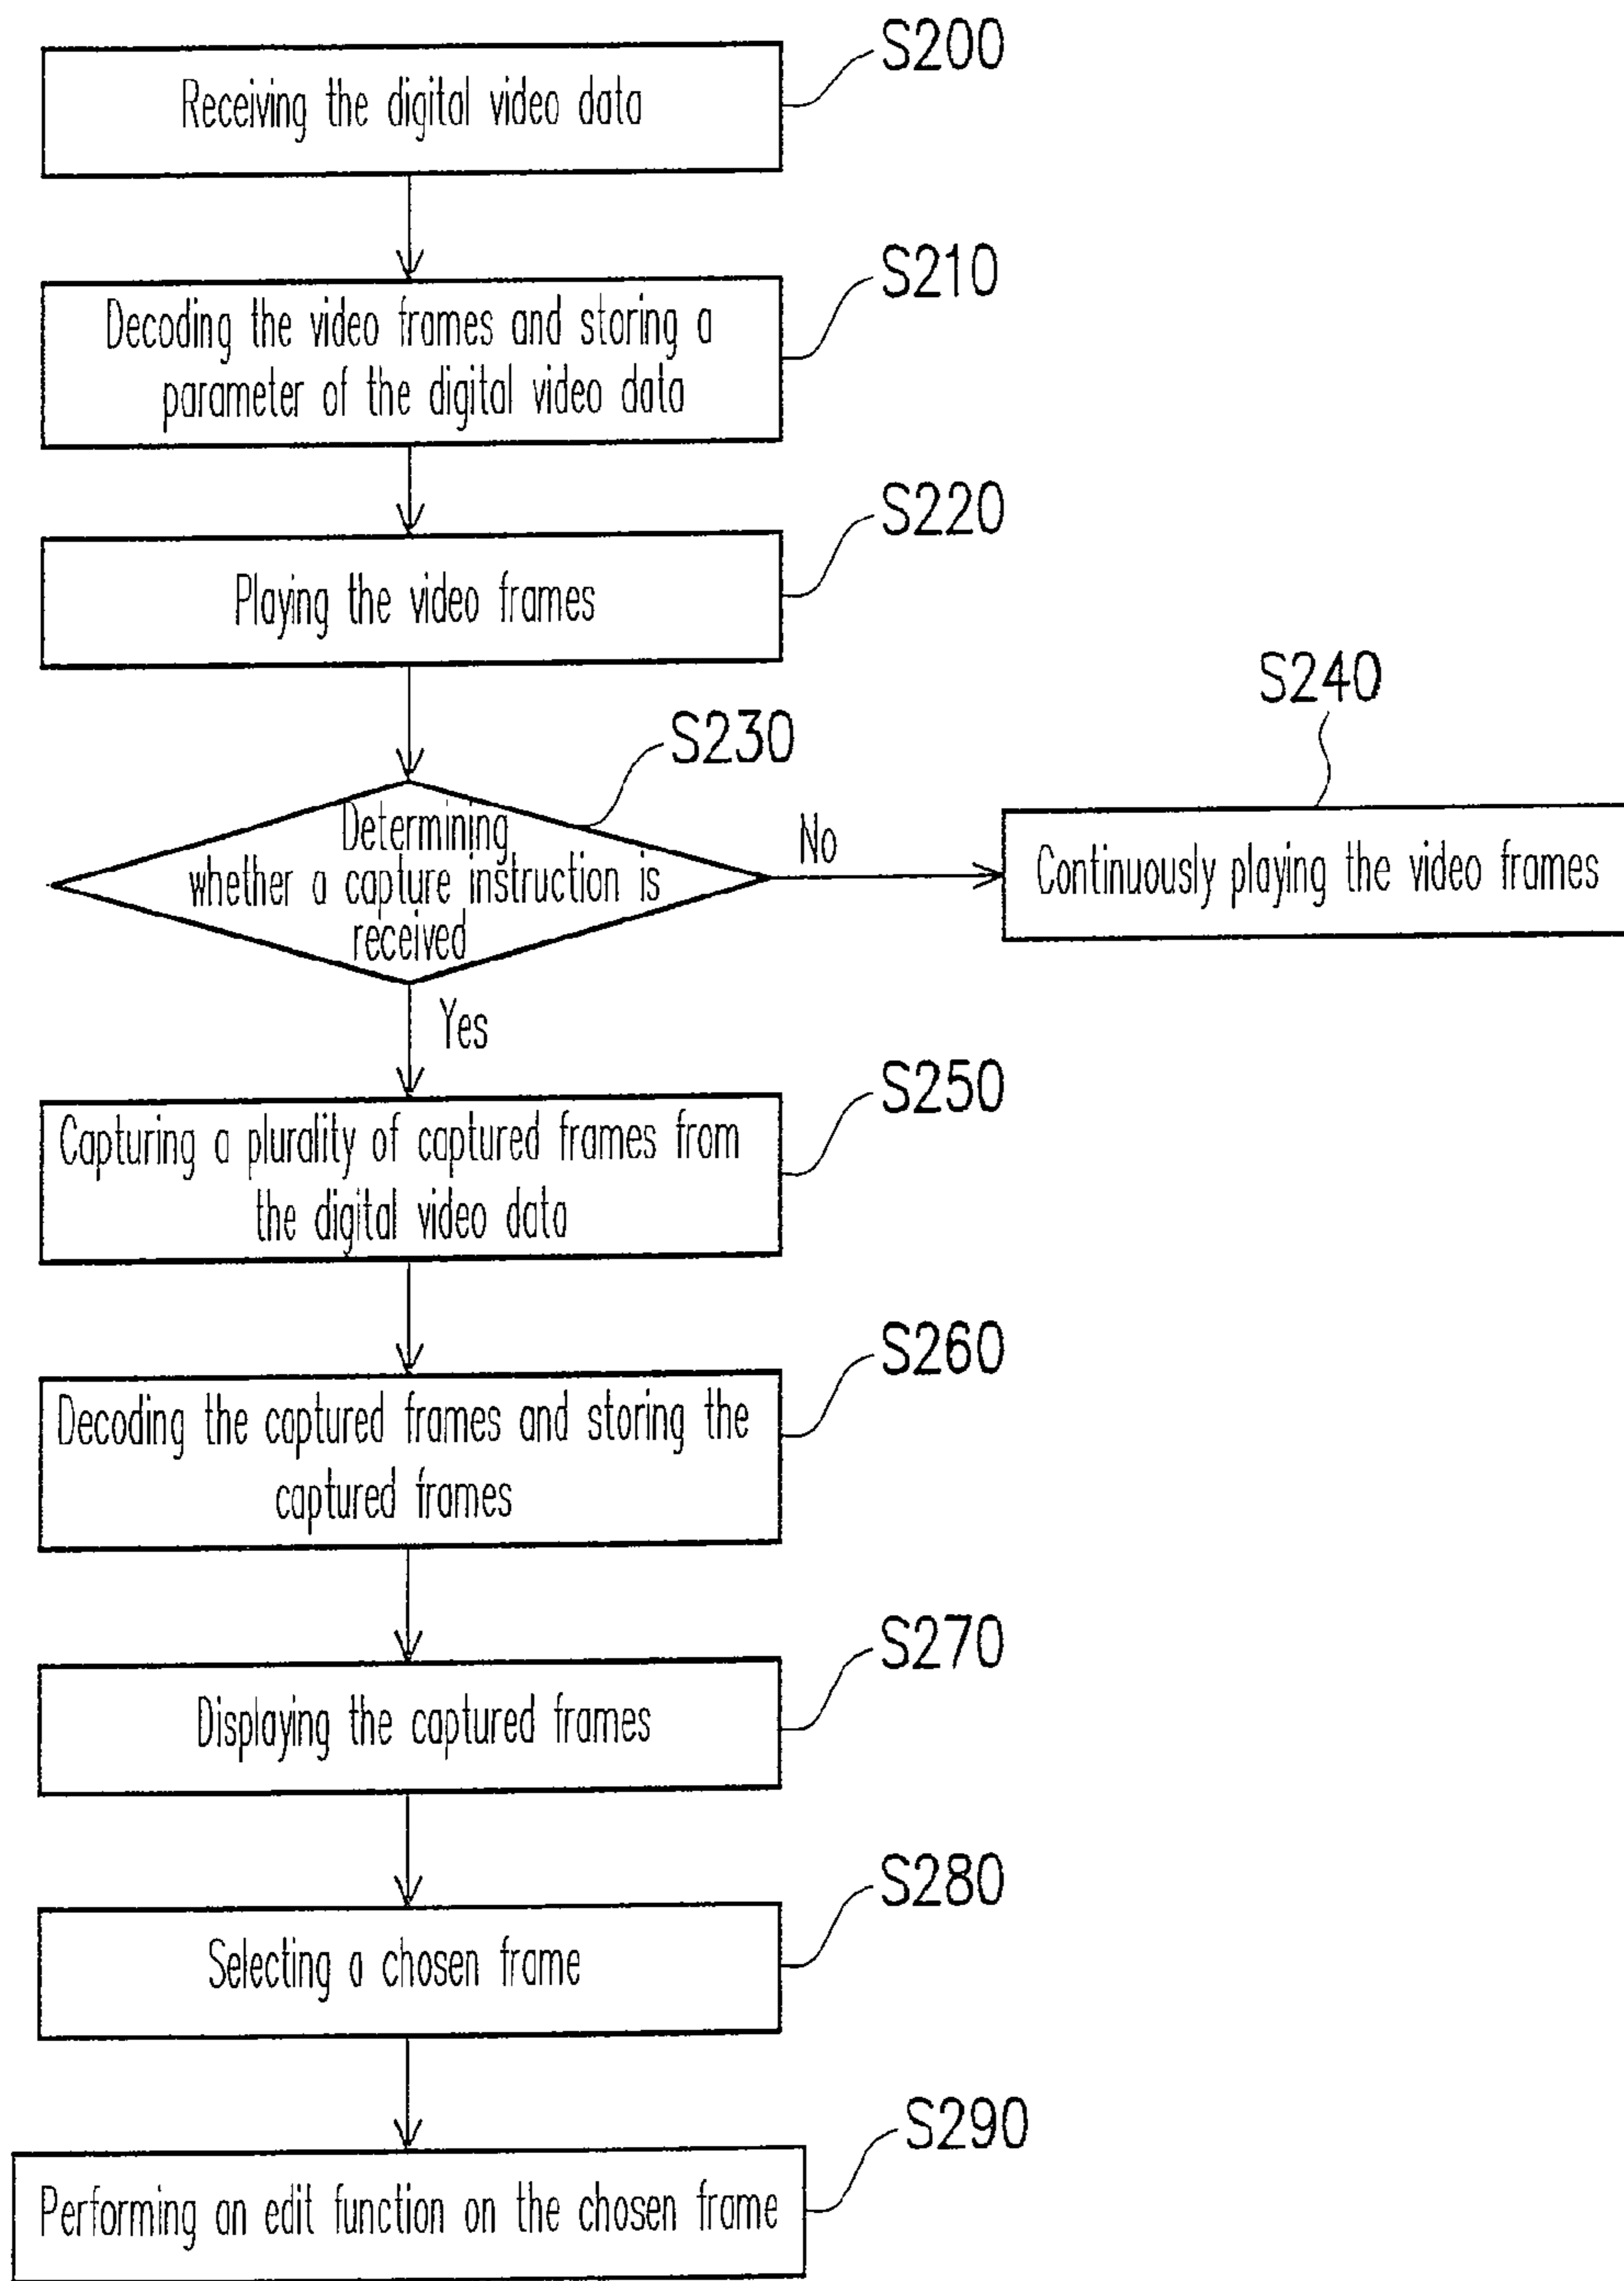 S200
Receiving the digital video data
S210
Decoding the video frames and storing a
parameter of the digital video data
S220
Playing the video frames
S230
Determining
whether a capture instruction is
received
No
S240
Continuously playing the video frames
Yes
S250
Capturing a plurality of captured frames from
the digital video data
S260
Decoding the captured frames and storing the
captured frames
S270
Displaying the captured frames
S280
Selecting a chosen frame
S290
Performing an edit function on the chosen frame